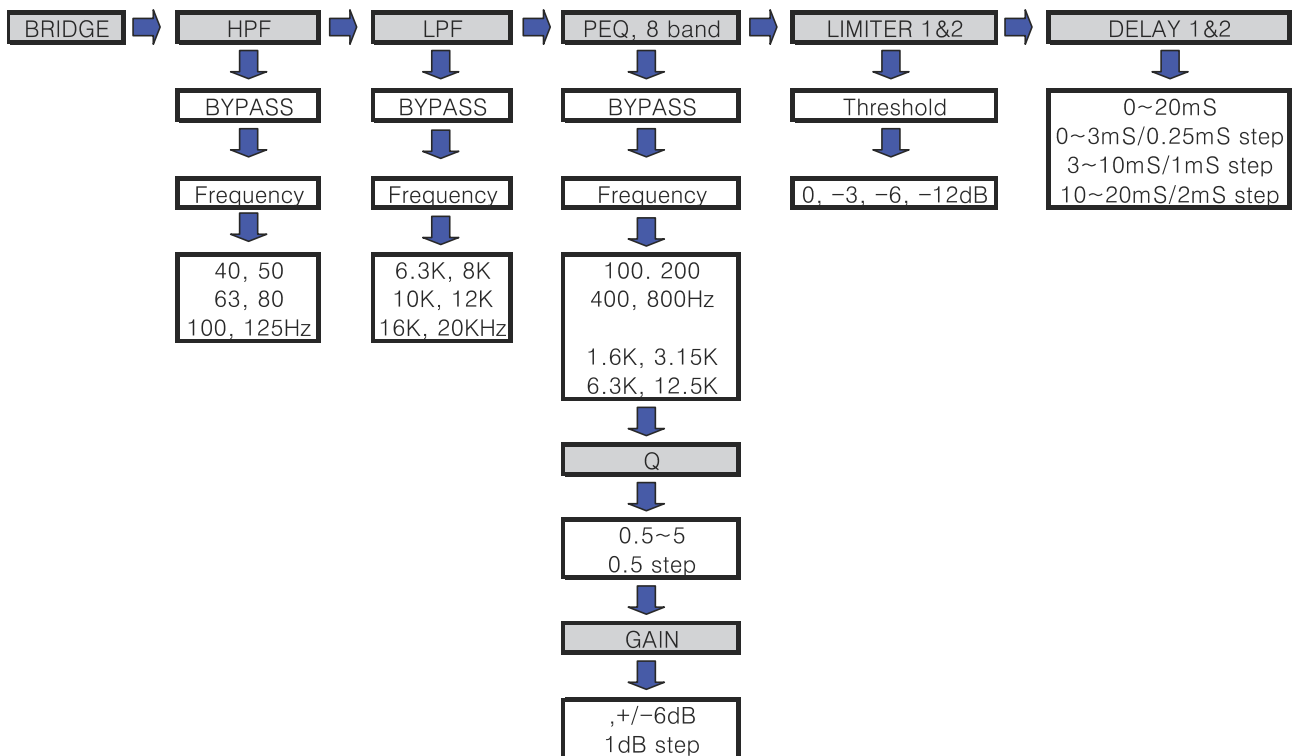 BRIDGE
HPF
LPF
PEQ, 8 band
LIMITER 1&2
DELAY 1&2
BYPASS
BYPASS
BYPASS
Threshold
0~20mS
0~3mS/0.25mS step
3~10mS/1mS step
10~20mS/2mS step
Frequency
Frequency
Frequency
0, −3, −6, −12dB
40, 50
63, 80
100, 125Hz
6.3K, 8K
10K, 12K
16K, 20KHz
100. 200
400, 800Hz
1.6K, 3.15K
6.3K, 12.5K
Q
0.5~5
0.5 step
GAIN
,+/−6dB
1dB step